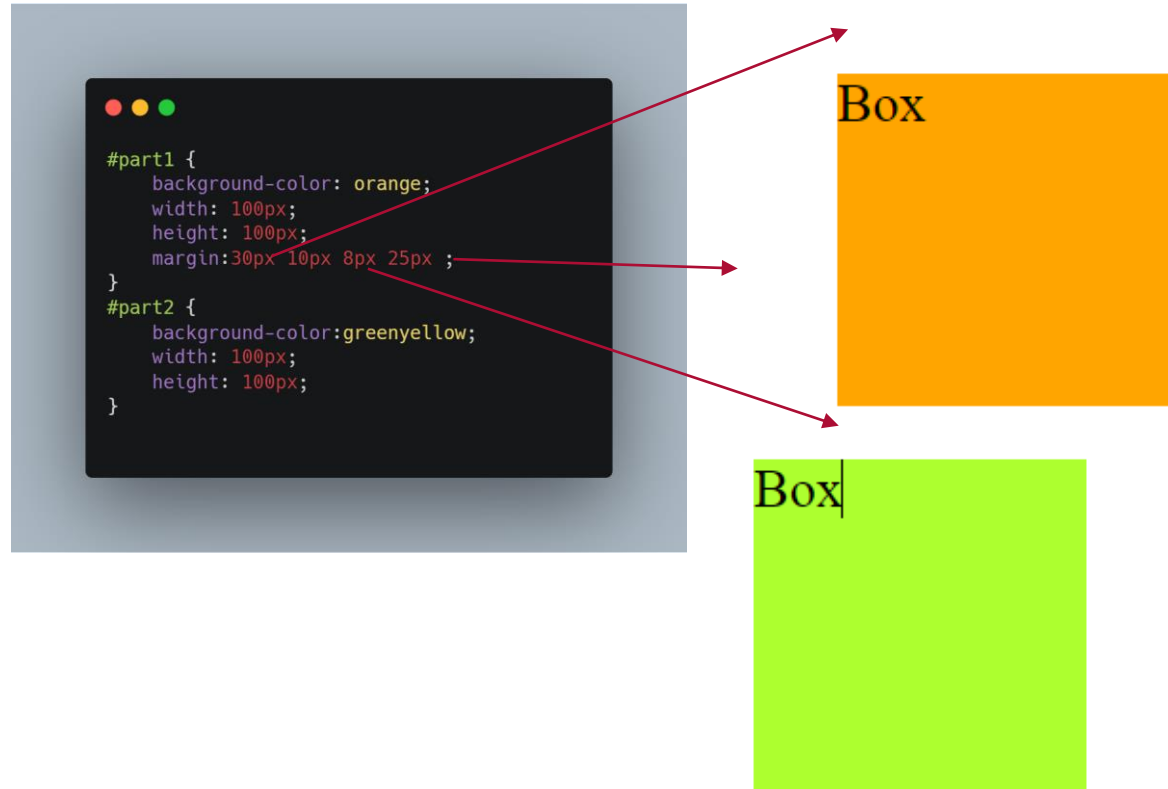 #part1 {
    background-color: orange;
    width: 100px;
    height: 100px;
    margin:30px 10px 8px 25px ;
}
#part2 {
    background-color:greenyellow;
    width: 100px;
    height: 100px;
}
Box
Box